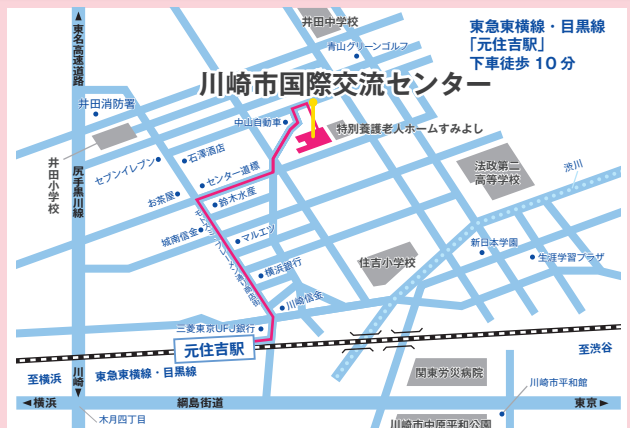 井田中学校
東急東横線・目黒線
「元住吉駅」
下車徒歩 10 分
▲東名高速道路
青山グリーンゴルフ
川崎市国際交流センター
井田消防署
中山自動車
特別養護老人ホームすみよし
石澤酒店
セブンイレブン
井田小学校
尻手黒川線
センター道標
法政第二
高等学校
渋川
お茶屋
鈴木水産
城南信金
マルエツ
新日本学園
生涯学習プラザ
住吉小学校
横浜銀行
川崎信金
三菱東京UFJ銀行
元住吉駅
至渋谷
至横浜
川崎▼
東急東横線・目黒線
関東労災病院
川崎市平和館
◀横浜
綱島街道
東京▶
木月四丁目
川崎市中原平和公園